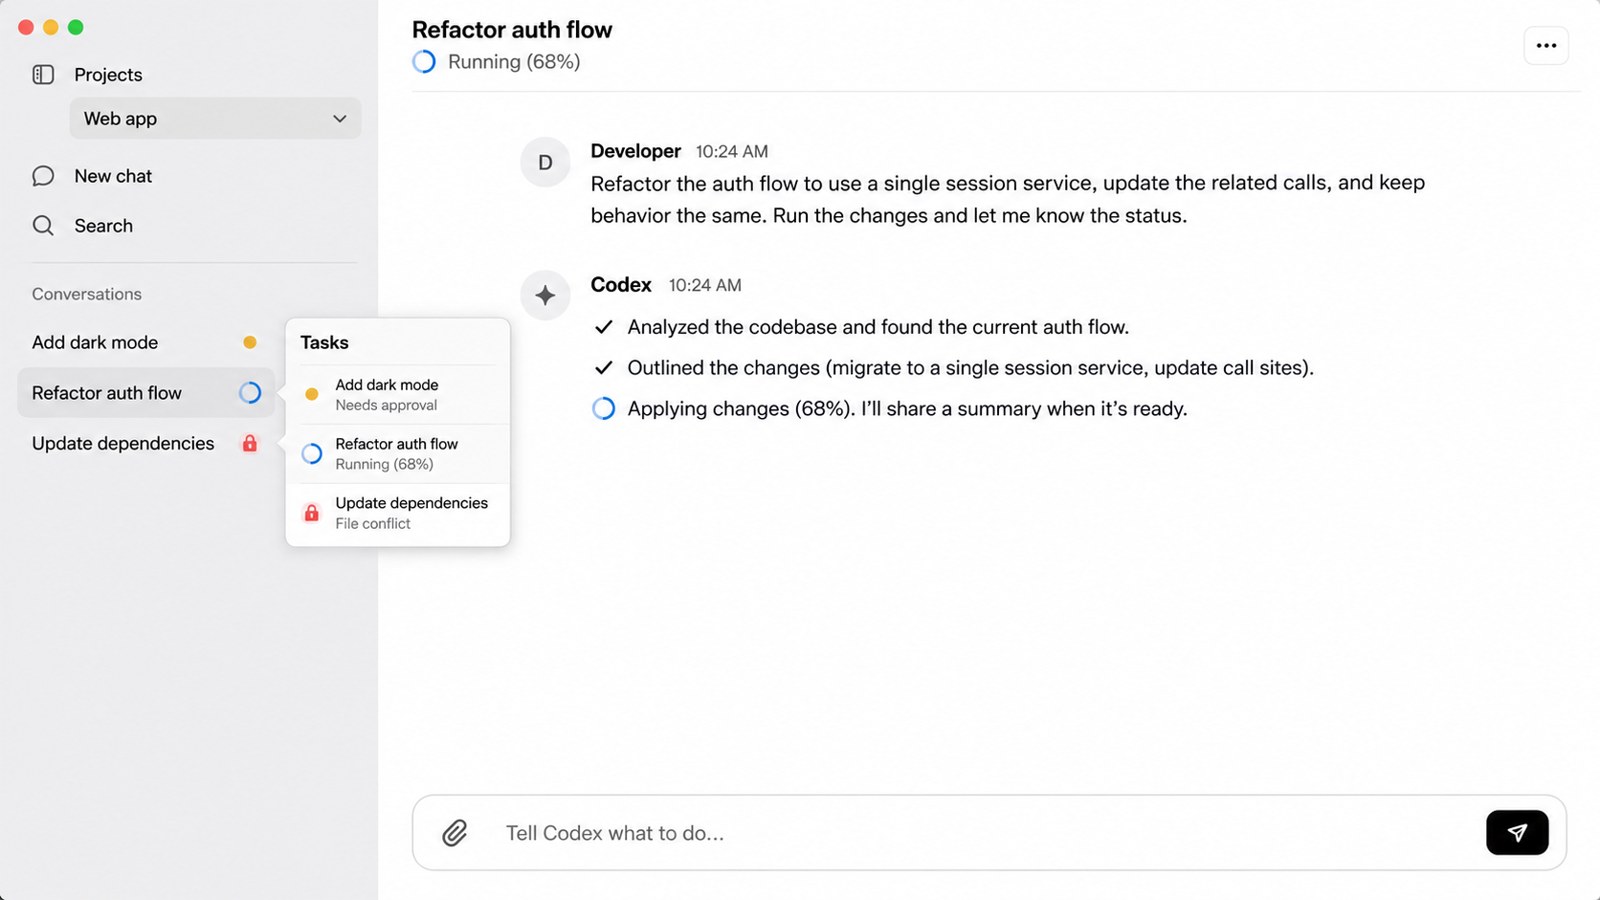 Projects
Web app
New chat
Search
Conversations
Add dark mode
Refactor auth flow
Update dependencies
Tasks
Add dark mode
Needs approval
Refactor auth flow
Running (68%)
Update dependencies
File conflict
Refactor auth flow
Running (68%)
D
Developer 10:24 AM
Refactor the auth flow to use a single session service, update the related calls, and keep
behavior the same. Run the changes and let me know the status.
Codex 10:24 AM
Analyzed the codebase and found the current auth flow.
Outlined the changes (migrate to a single session service, update call sites).
Applying changes (68%). I’ll share a summary when it’s ready.
Tell Codex what to do...